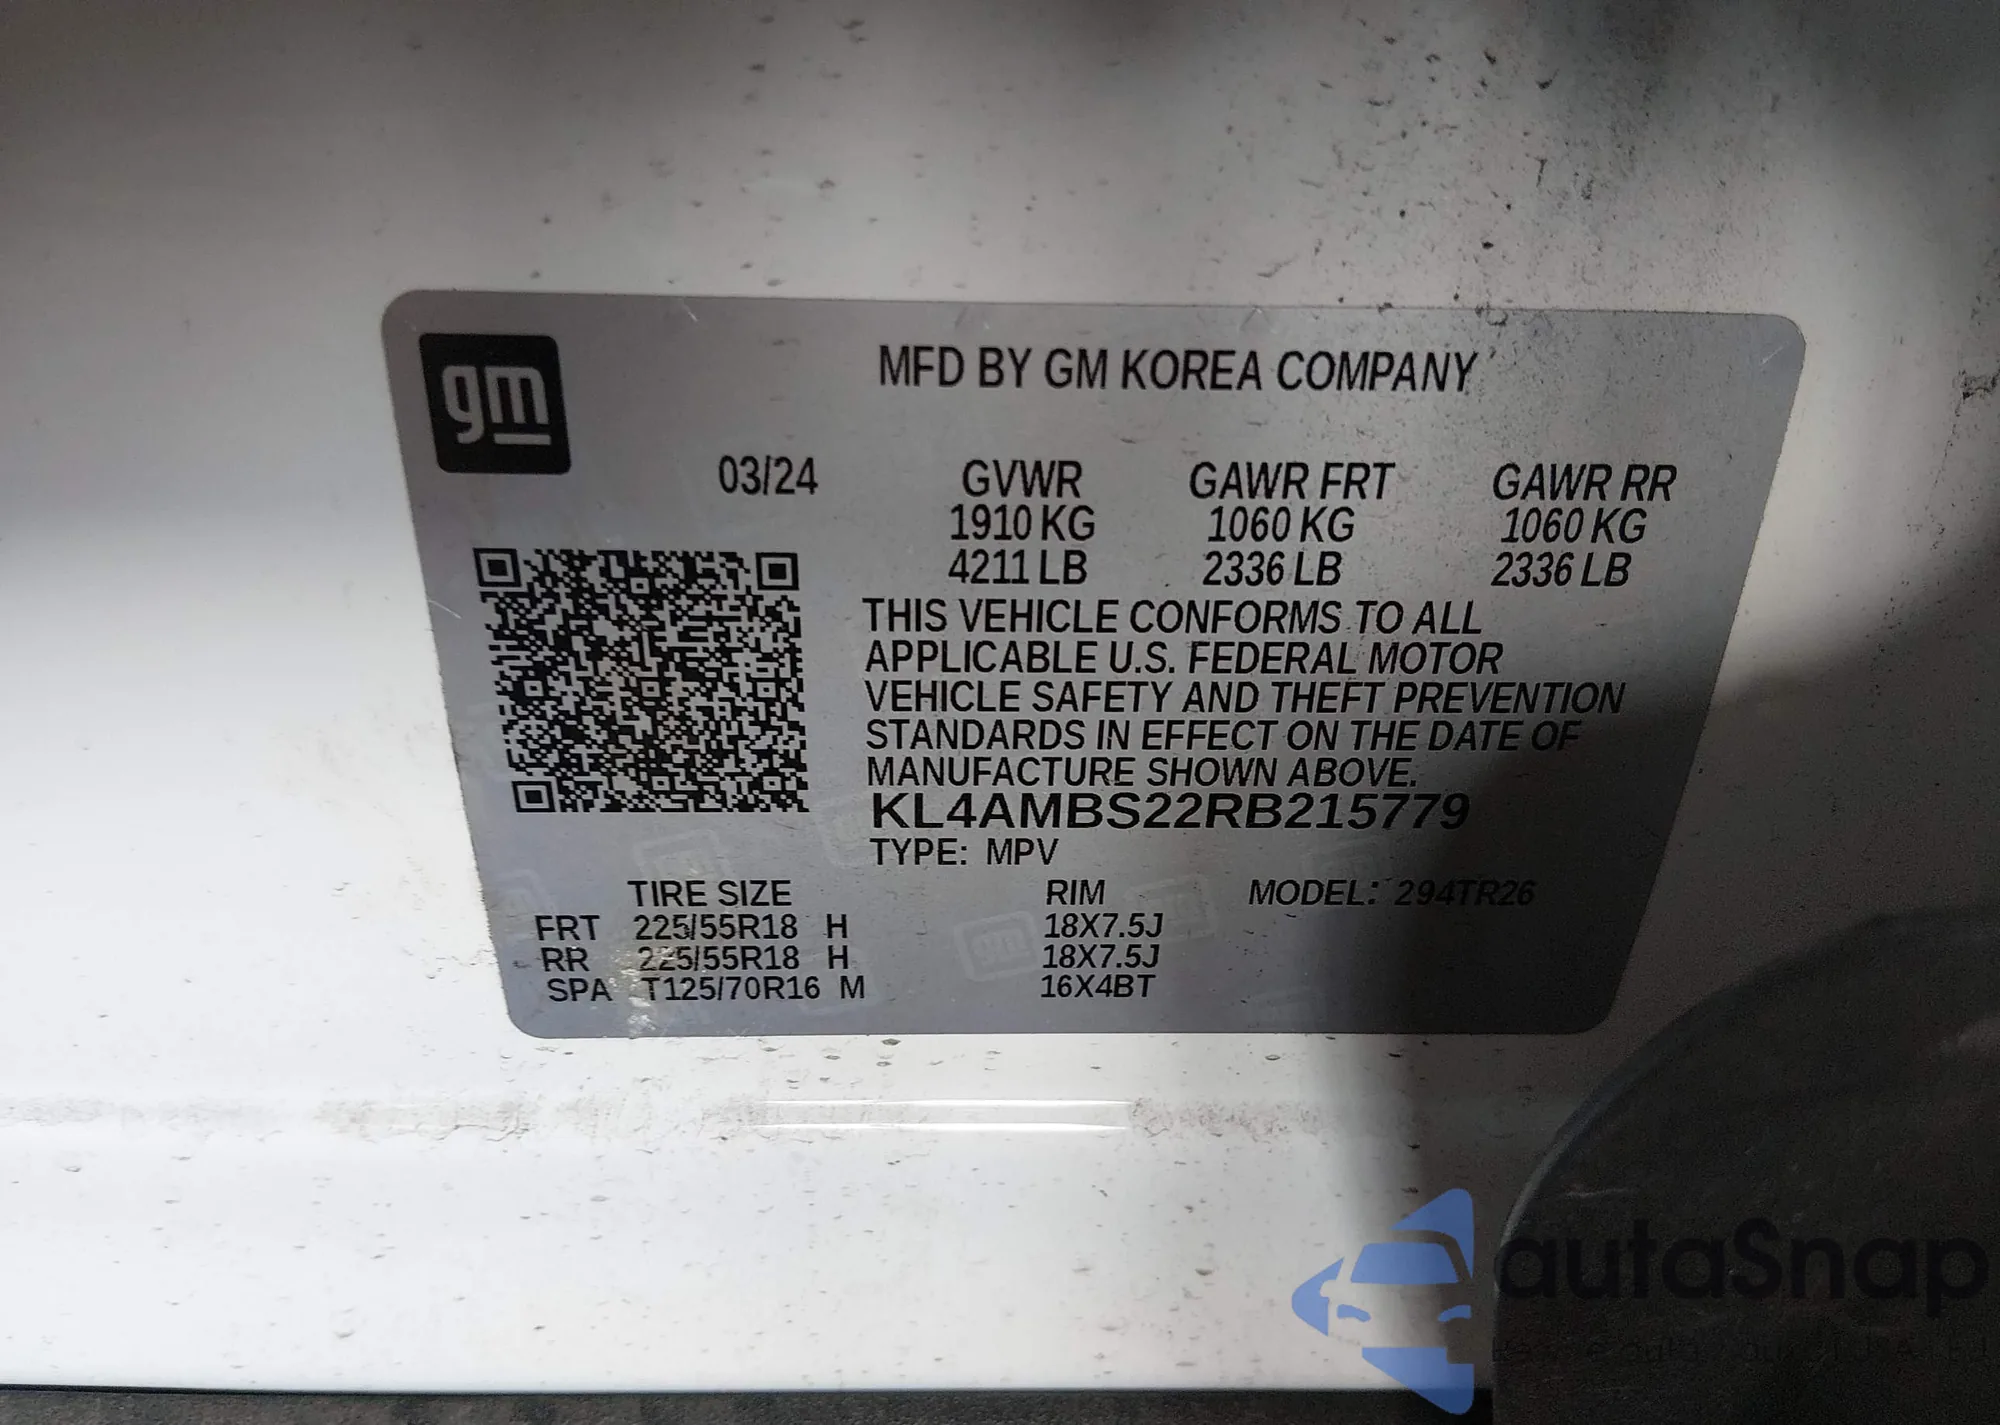 gm
MFD BY GM KOREA COMPANY
03/24 GVWR GAWR FRT GAWR RR
1910 KG 1060 KG 1060 KG
4211 LB 2336 LB 2336 LB
THIS VEHICLE CONFORMS TO ALL
APPLICABLE U.S. FEDERAL MOTOR
VEHICLE SAFETY AND THEFT PREVENTION
STANDARDS IN EFFECT ON THE DATE OF
MANUFACTURE SHOWN ABOVE.
KL4AMBS22RB215779
TYPE: MPV
TIRE SIZE RIM MODEL: 294TR26
FRT 225/55R18 H 18X7.5J
RR 225/55R18 H 18X7.5J
SPA T125/70R16 M 16X4BT
autaSnap